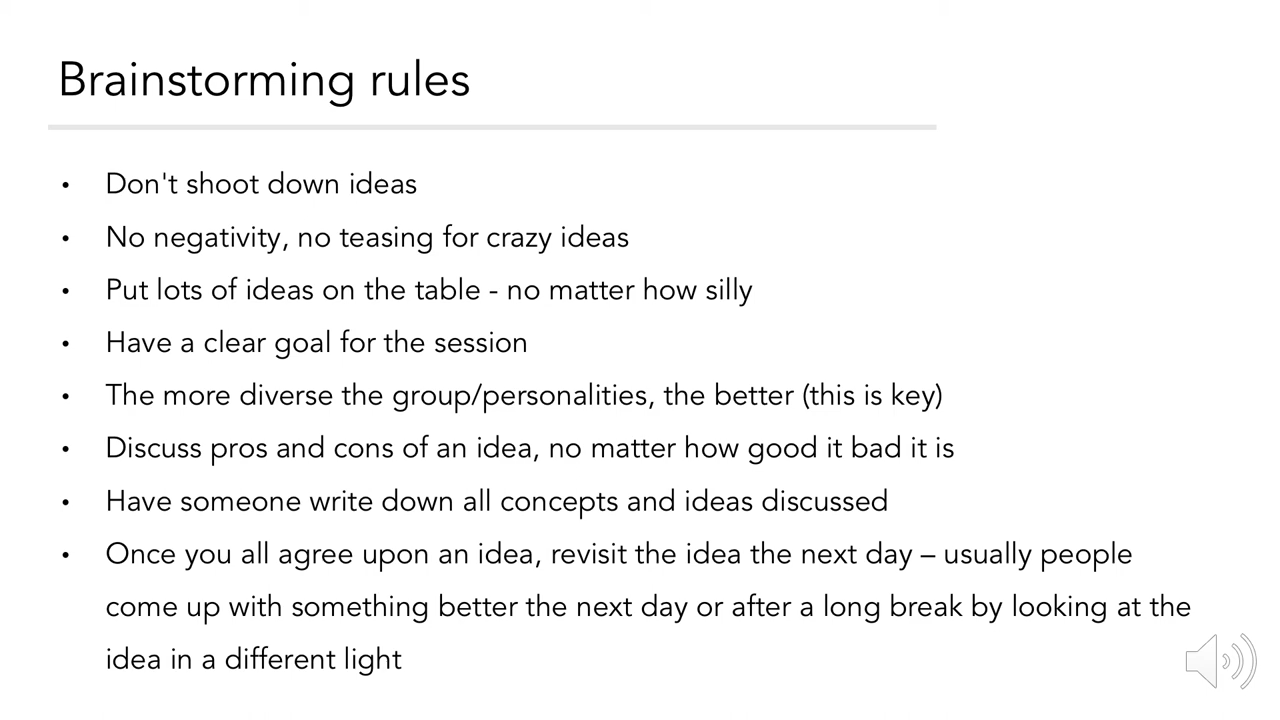 Brainstorming rules
• Don't shoot down ideas
• No negativity, no teasing for crazy ideas
• Put lots of ideas on the table - no matter how silly
• Have a clear goal for the session
• The more diverse the group/personalities, the better (this is key)
• Discuss pros and cons of an idea, no matter how good it bad it is
• Have someone write down all concepts and ideas discussed
• Once you all agree upon an idea, revisit the idea the next day – usually people
come up with something better the next day or after a long break by looking at the
idea in a different light